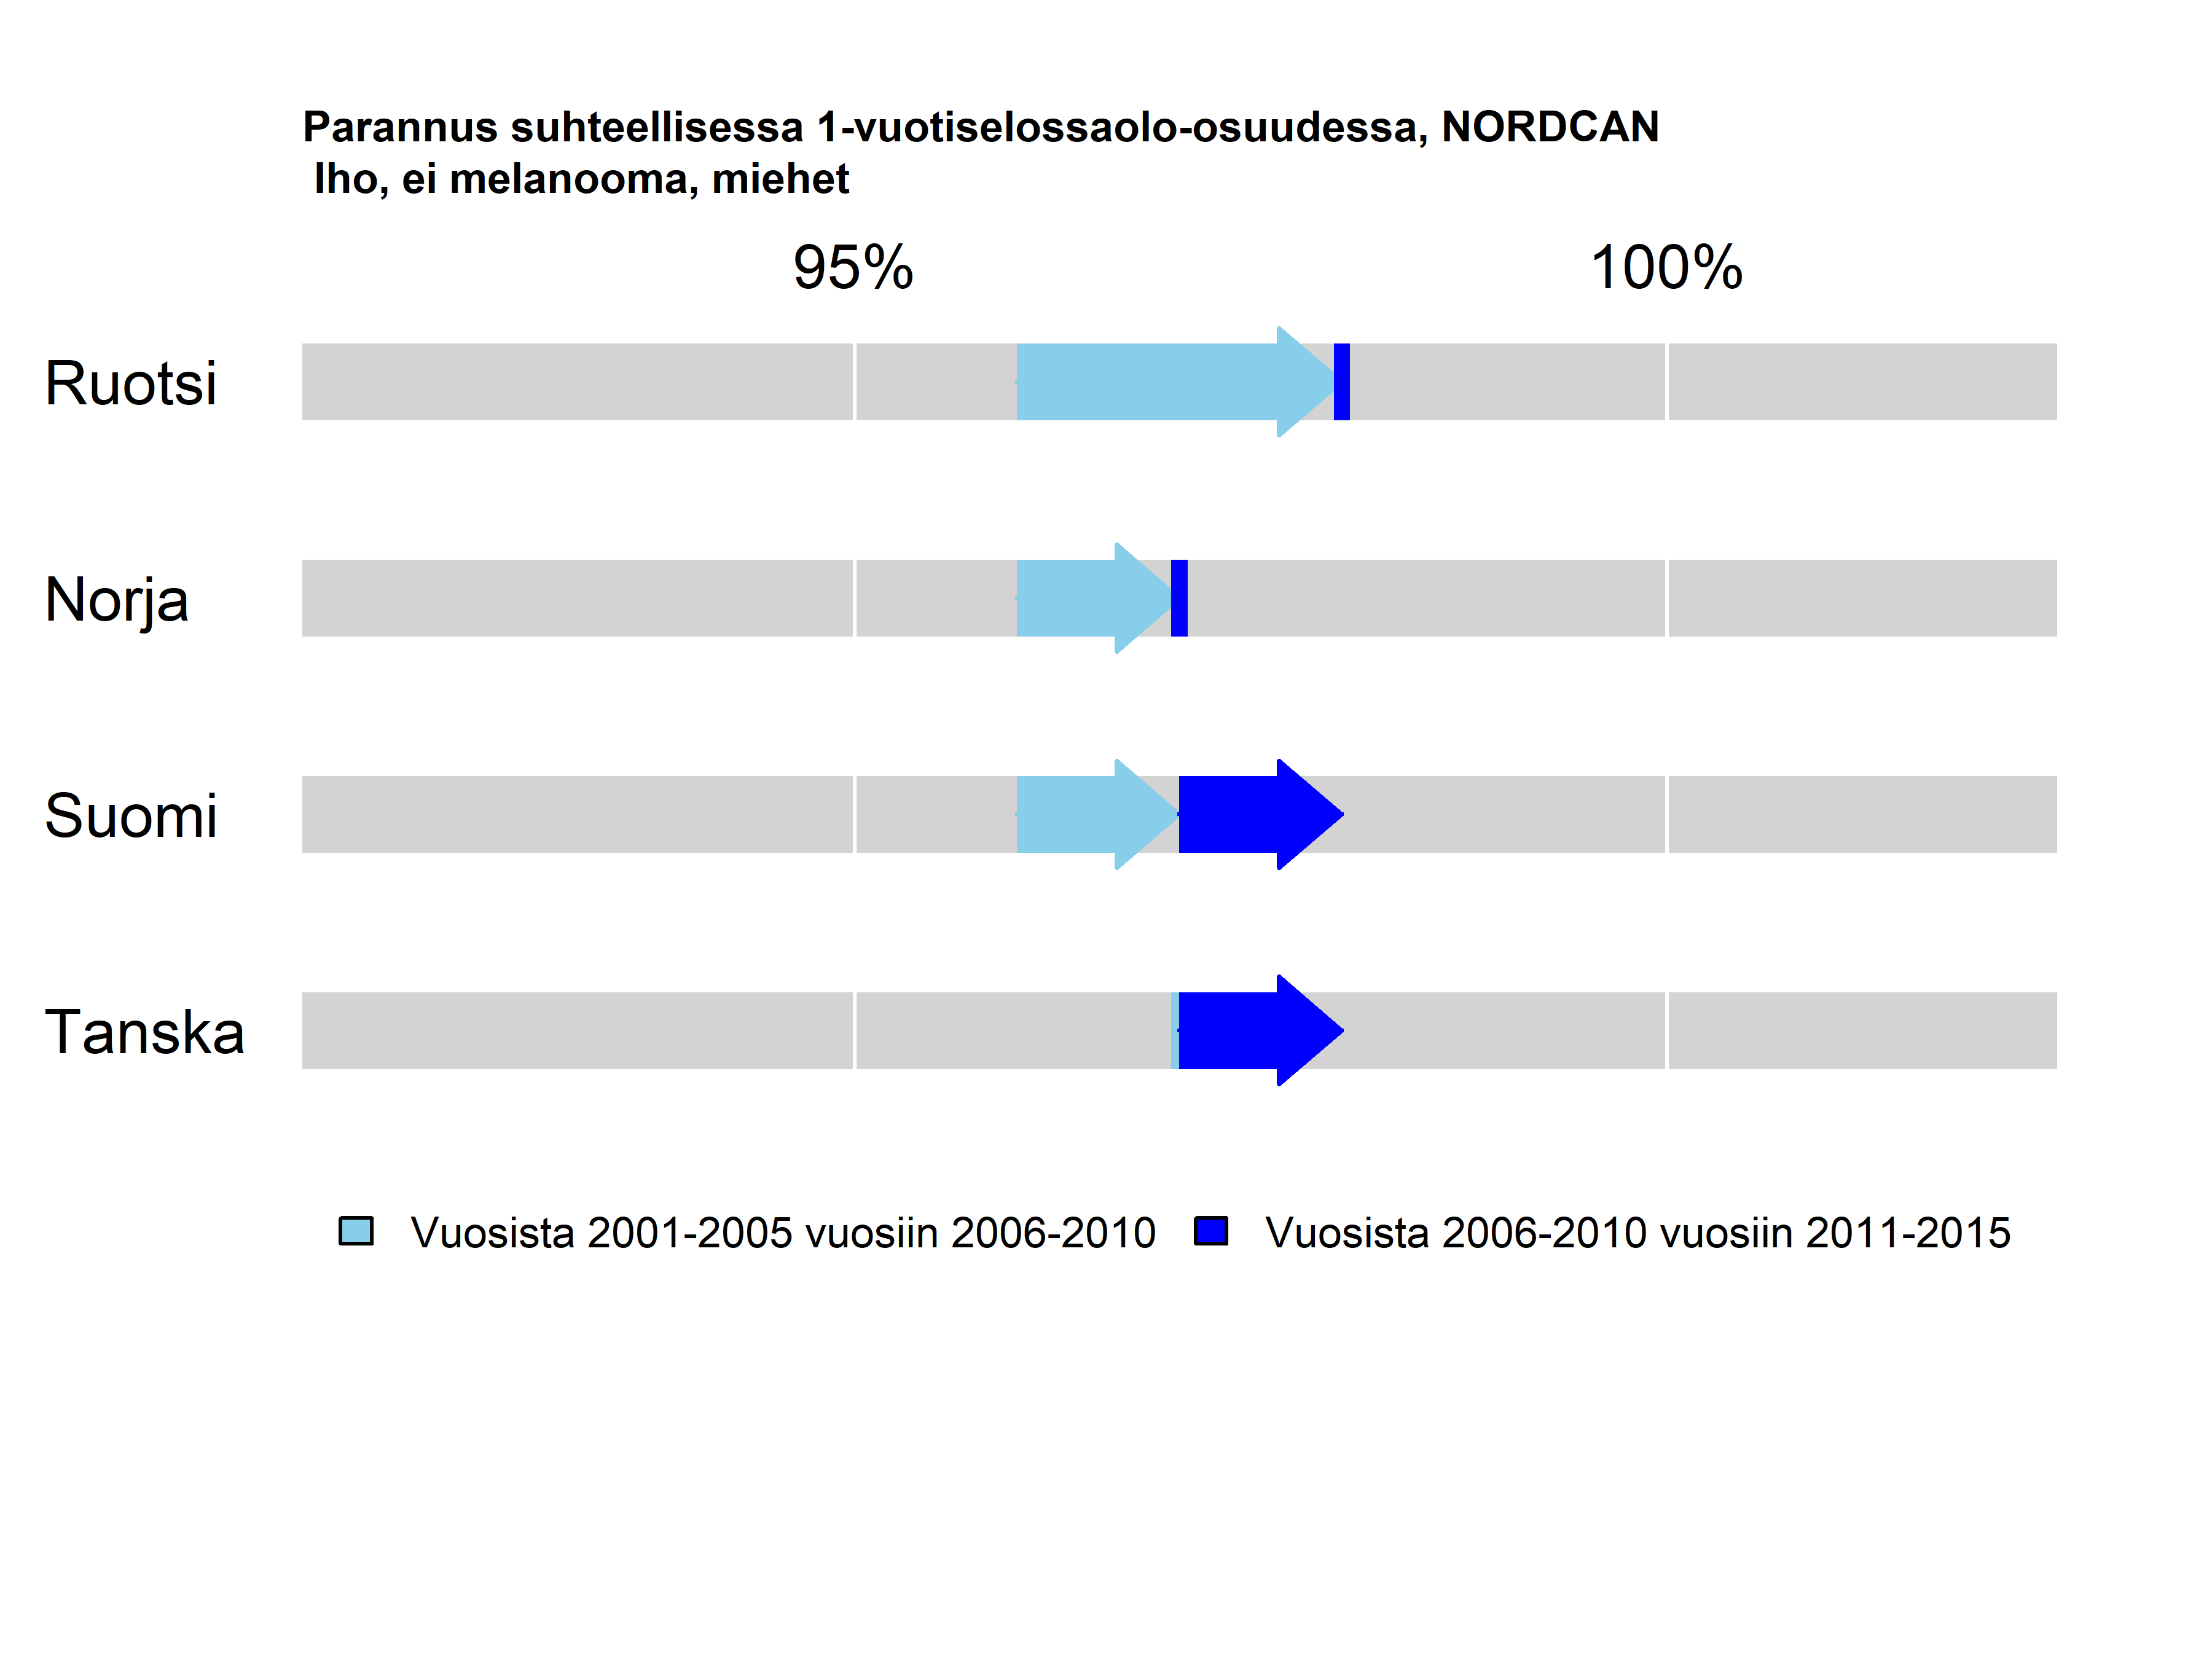 Parannus suhteellisessa 1-vuotiselossaolo-osuudessa, NORDCAN
Iho, ei melanooma, miehet
95% 100%
Ruotsi
Norja
Suomi
Tanska
Vuosista 2001-2005 vuosiin 2006-2010 Vuosista 2006-2010 vuosiin 2011-2015